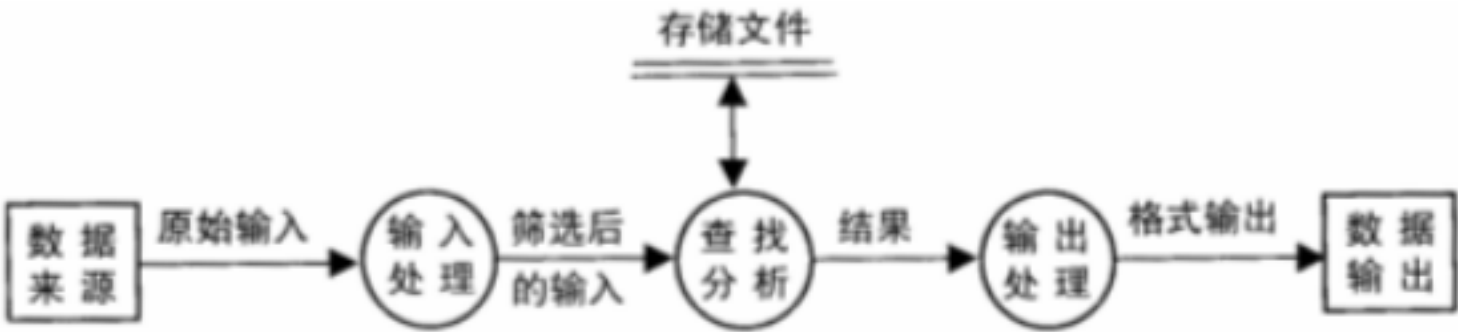 存储文件
数据
来源
原始输入
输入
处理
筛选后
的输入
查找
分析
结果
输出
处理
格式输出
数据
输出